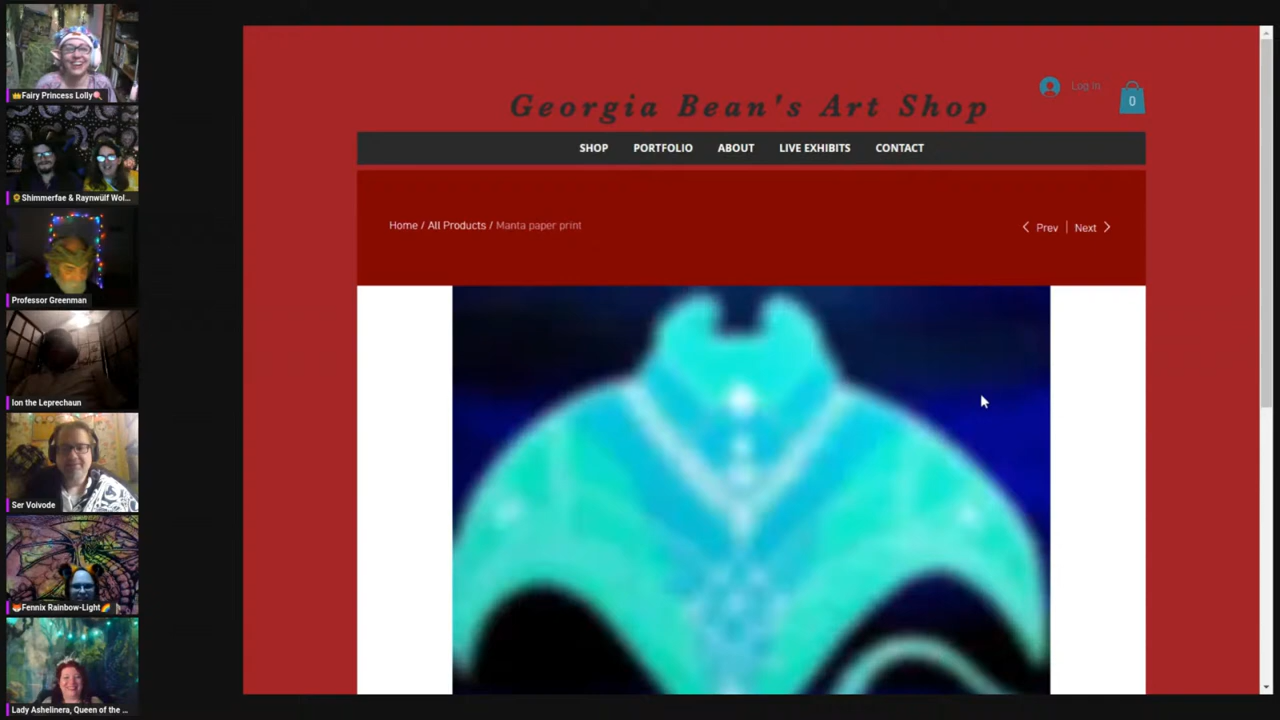 👑Fairy Princess Lolly🍭
🌻Shimmerfae & Raynwülf Wol...
Professor Greenman
Ion the Leprechaun
Ser Voivode
🦊Fennix Rainbow-Light🌈
Lady Ashelinera, Queen of the ...
Log In
0
Georgia Bean's Art Shop
SHOP PORTFOLIO ABOUT LIVE EXHIBITS CONTACT
Home / All Products / Manta paper print
< Prev | Next >